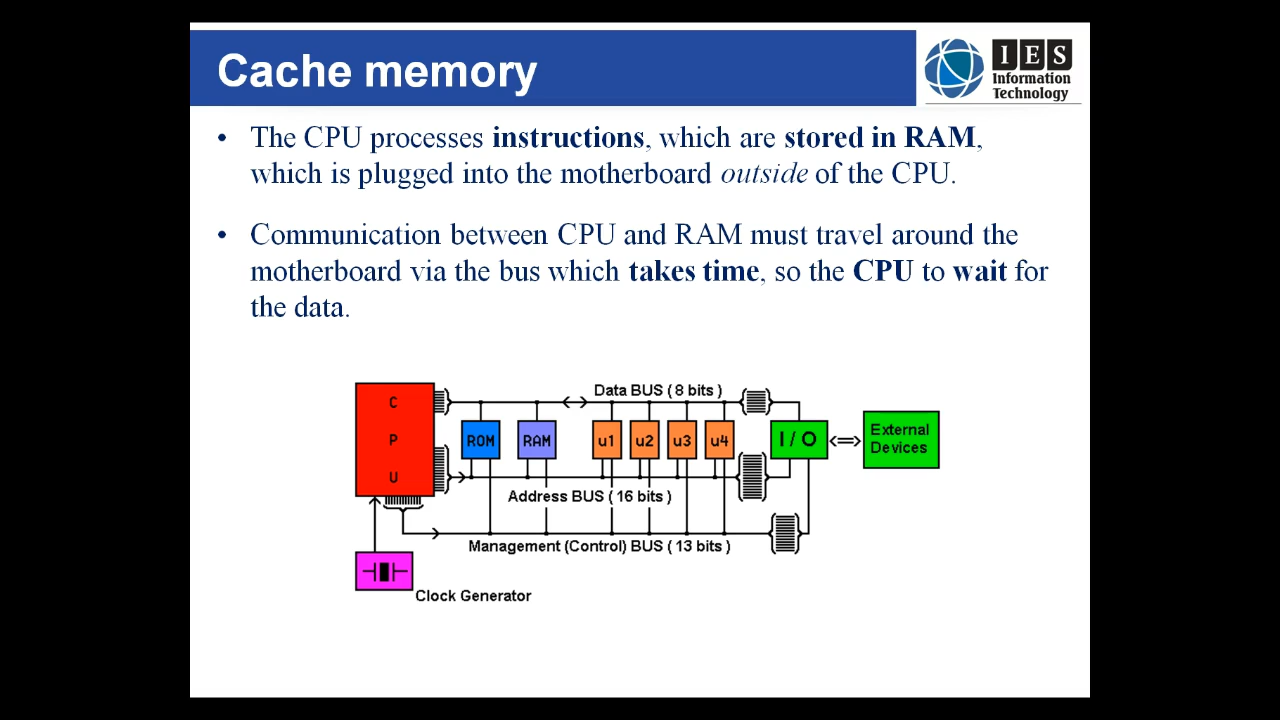 Cache memory
IES
Information
Technology
• The CPU processes instructions, which are stored in RAM,
which is plugged into the motherboard outside of the CPU.
• Communication between CPU and RAM must travel around the
motherboard via the bus which takes time, so the CPU to wait for
the data.
Data BUS ( 8 bits )
C
P
U
ROM
RAM
u1
u2
u3
u4
I / O
External
Devices
Address BUS ( 16 bits )
Management (Control) BUS ( 13 bits )
Clock Generator